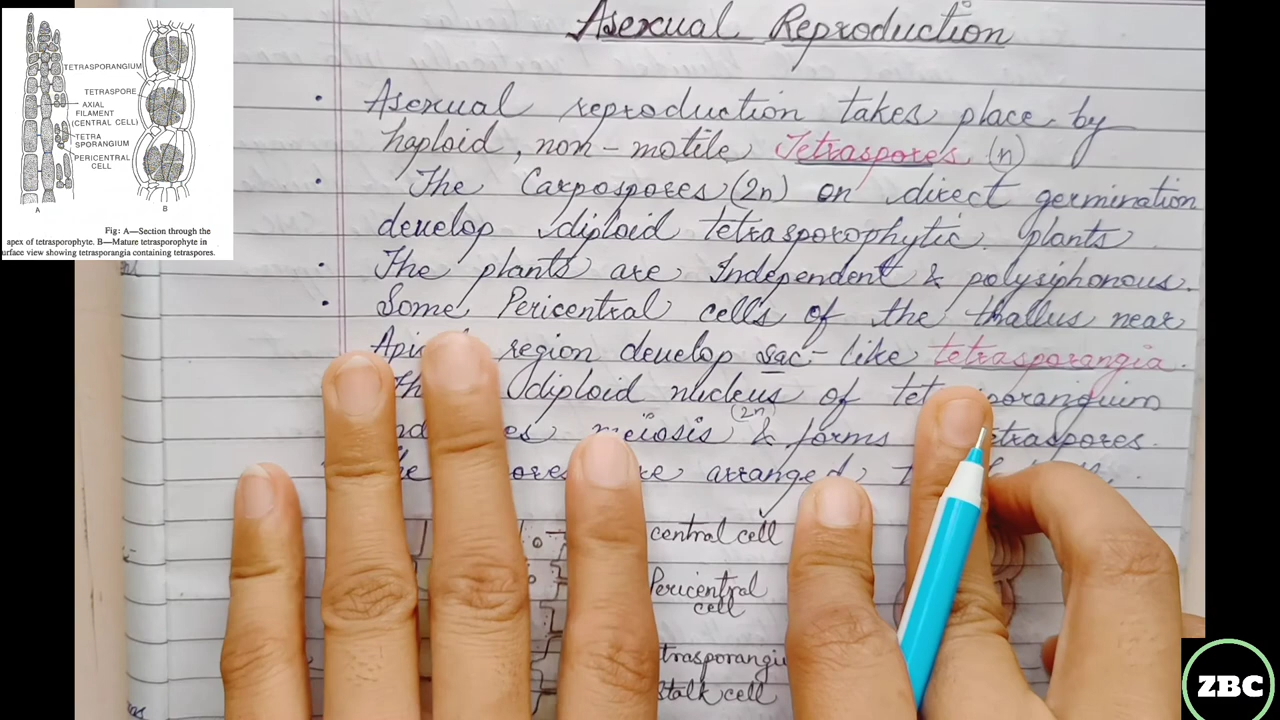 Asexual Reproduction
• Asexual reproduction takes place by
haploid, non-motile Tetraspores (n)
• The Carpospores (2n) on direct germination
develop diploid tetrasporophytic plants
• The plants are Independent & polysiphonous.
• Some Pericentral cells of the thallus near
region develop sac-like tetrasporangia.
diploid nucleus of
(2n)
meiosis & forms
arranged
central cell
Pericentral
cell
Stalk cell
TETRASPORANGIUM
TETRASPORE
AXIAL
FILAMENT
(CENTRAL CELL)
TETRA
SPORANGIUM
PERICENTRAL
CELL
A
B
Fig: A—Section through the
apex of tetrasporophyte. B—Mature tetrasporophyte in
urface view showing tetrasporangia containing tetraspores.
ZBC